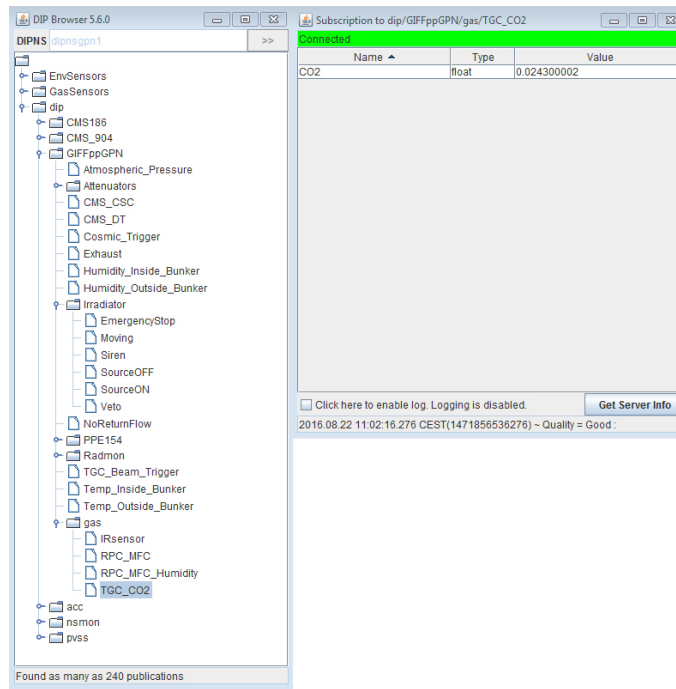 DIP Browser 5.6.0
DIPNS dipnsgpn1 >>
EnvSensors
GasSensors
dip
CMS186
CMS_904
GIFFppGPN
Atmospheric_Pressure
Attenuators
CMS_CSC
CMS_DT
Cosmic_Trigger
Exhaust
Humidity_Inside_Bunker
Humidity_Outside_Bunker
Irradiator
EmergencyStop
Moving
Siren
SourceOFF
SourceON
Veto
NoReturnFlow
PPE154
Radmon
TGC_Beam_Trigger
Temp_Inside_Bunker
Temp_Outside_Bunker
gas
IRsensor
RPC_MFC
RPC_MFC_Humidity
TGC_CO2
acc
nsmon
pvss
Found as many as 240 publications
Subscription to dip/GIFFppGPN/gas/TGC_CO2
Connected
Name Type Value
CO2 float 0.024300002
Click here to enable log. Logging is disabled. Get Server Info
2016.08.22 11:02:16.276 CEST(1471856536276) ~ Quality = Good :